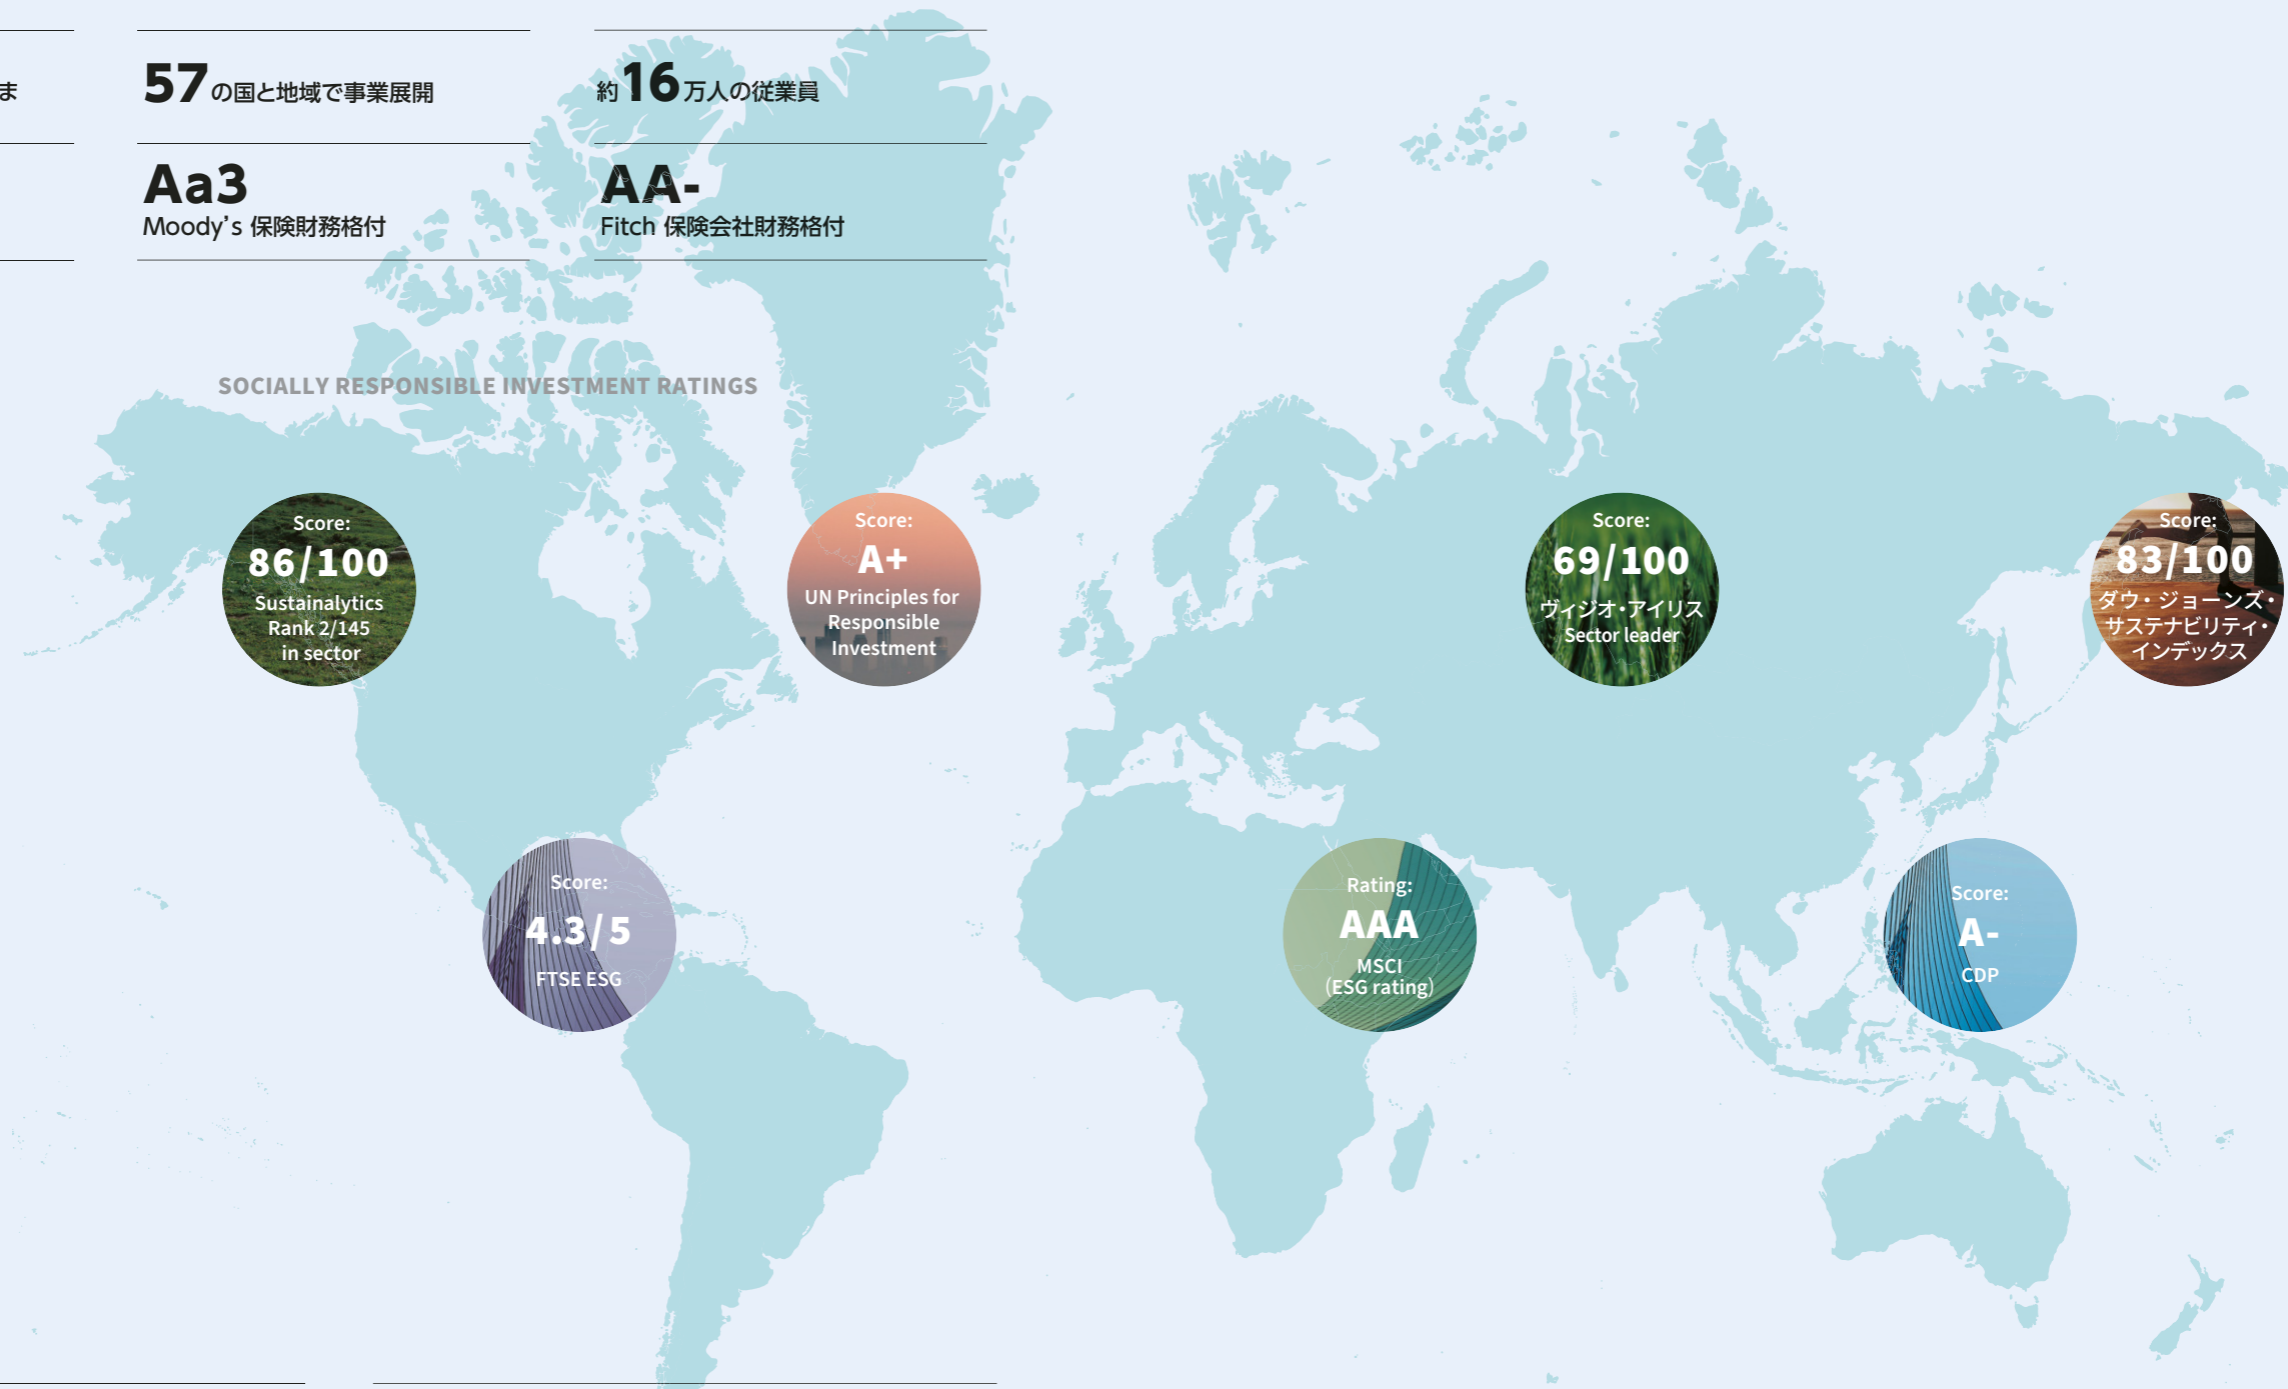 ま
57の国と地域で事業展開
約16万人の従業員
Aa3
Moody’s 保険財務格付
AA-
Fitch 保険会社財務格付
SOCIALLY RESPONSIBLE INVESTMENT RATINGS
Score:
86/100
Sustainalytics
Rank 2/145
in sector
Score:
A+
UN Principles for
Responsible
Investment
Score:
69/100
ヴィジオ・アイリス
Sector leader
Score:
83/100
ダウ・ジョーンズ・
サステナビリティ・
インデックス
Score:
4.3/5
FTSE ESG
Rating:
AAA
MSCI
（ESG rating）
Score:
A-
CDP